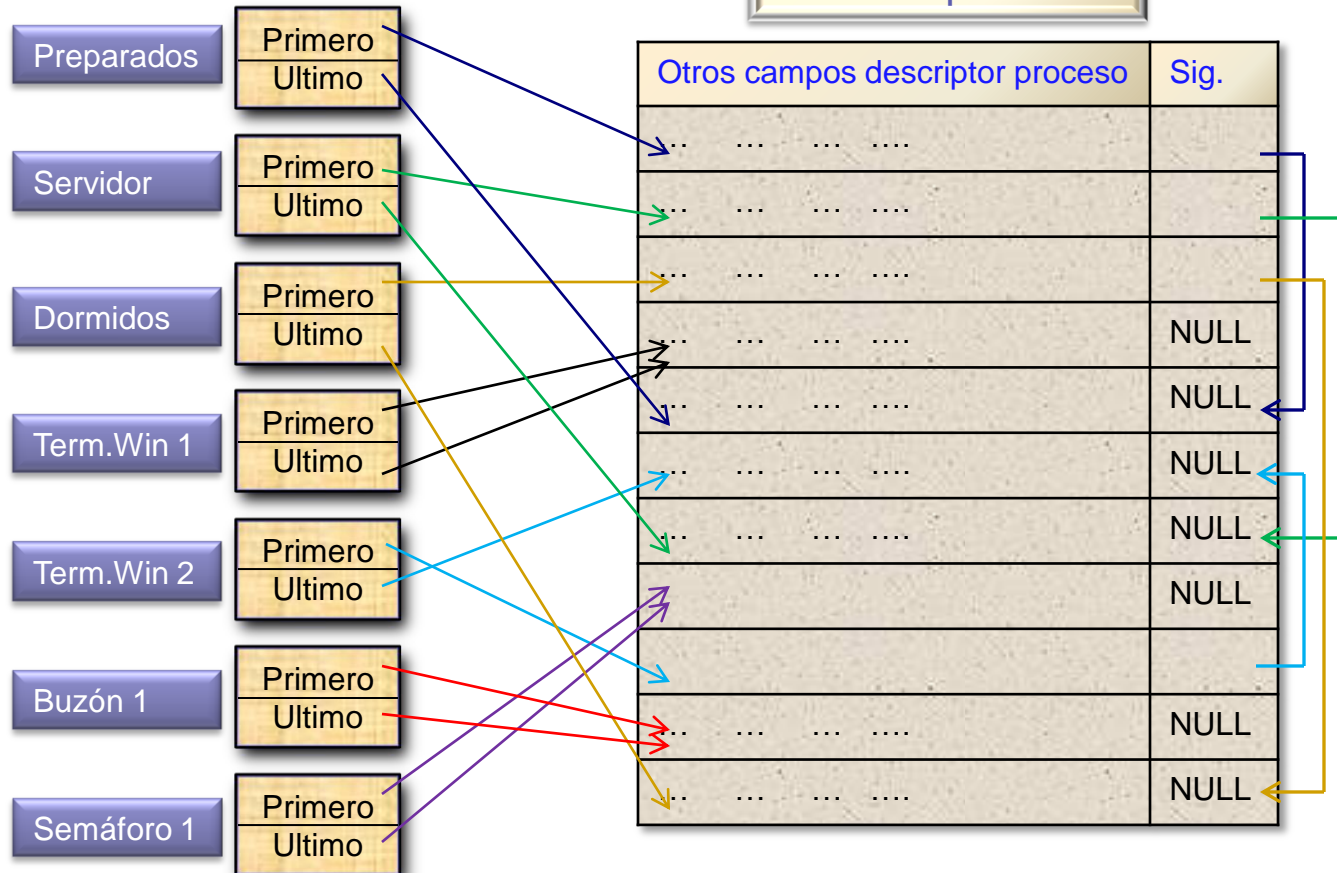 Preparados
Primero
Ultimo
Servidor
Primero
Ultimo
Dormidos
Primero
Ultimo
Term.Win 1
Primero
Ultimo
Term.Win 2
Primero
Ultimo
Buzón 1
Primero
Ultimo
Semáforo 1
Primero
Ultimo
Otros campos descriptor proceso Sig.
... ... ... ....
... ... ... ....
... ... ... ....
... ... ... .... NULL
... ... ... .... NULL
... ... ... .... NULL
... ... ... .... NULL
NULL
... ... ... .... NULL
... ... ... .... NULL